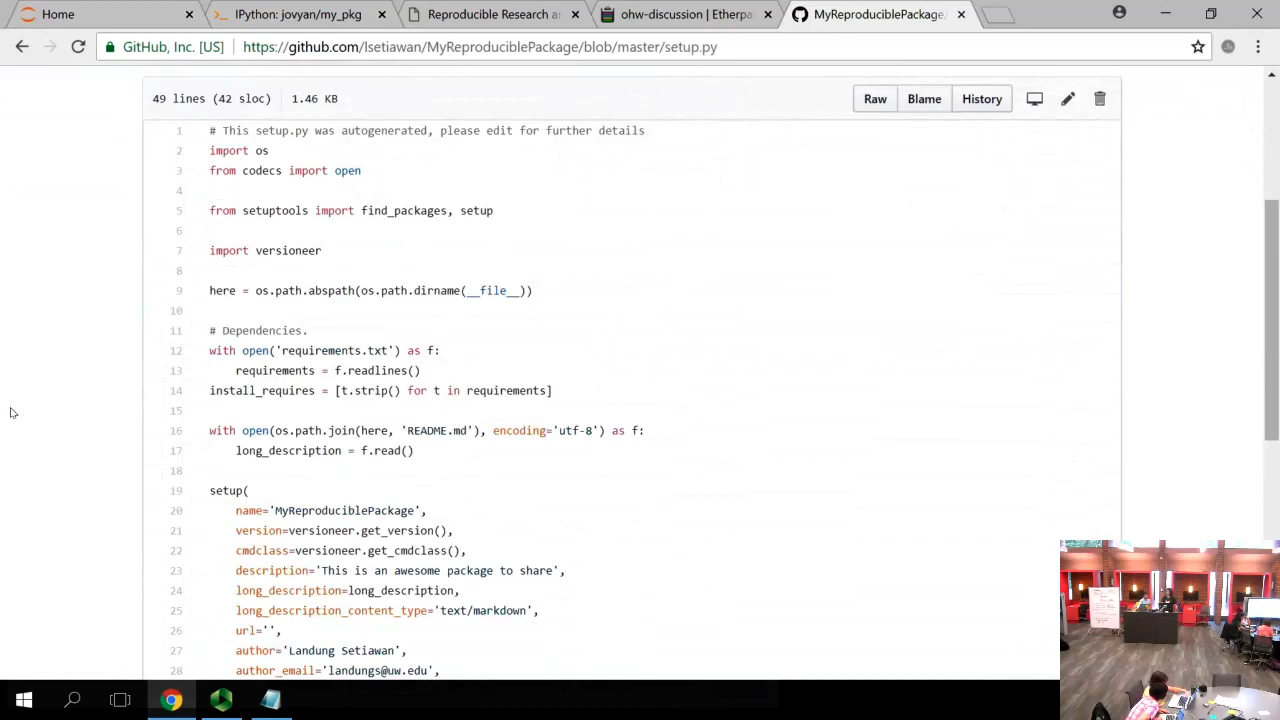 Home
IPython: jovyan/my_pkg
Reproducible Research an
ohw-discussion | Etherpa
MyReproduciblePackage/
GitHub, Inc. [US]
https://github.com/lsetiawan/MyReproduciblePackage/blob/master/setup.py
49 lines (42 sloc)
1.46 KB
Raw
Blame
History
1 # This setup.py was autogenerated, please edit for further details
2 import os
3 from codecs import open
4
5 from setuptools import find_packages, setup
6
7 import versioneer
8
9 here = os.path.abspath(os.path.dirname(__file__))
10
11 # Dependencies.
12 with open('requirements.txt') as f:
13 requirements = f.readlines()
14 install_requires = [t.strip() for t in requirements]
15
16 with open(os.path.join(here, 'README.md'), encoding='utf-8') as f:
17 long_description = f.read()
18
19 setup(
20 name='MyReproduciblePackage',
21 version=versioneer.get_version(),
22 cmdclass=versioneer.get_cmdclass(),
23 description='This is an awesome package to share',
24 long_description=long_description,
25 long_description_content_type='text/markdown',
26 url='',
27 author='Landung Setiawan',
28 author_email='landungs@uw.edu',